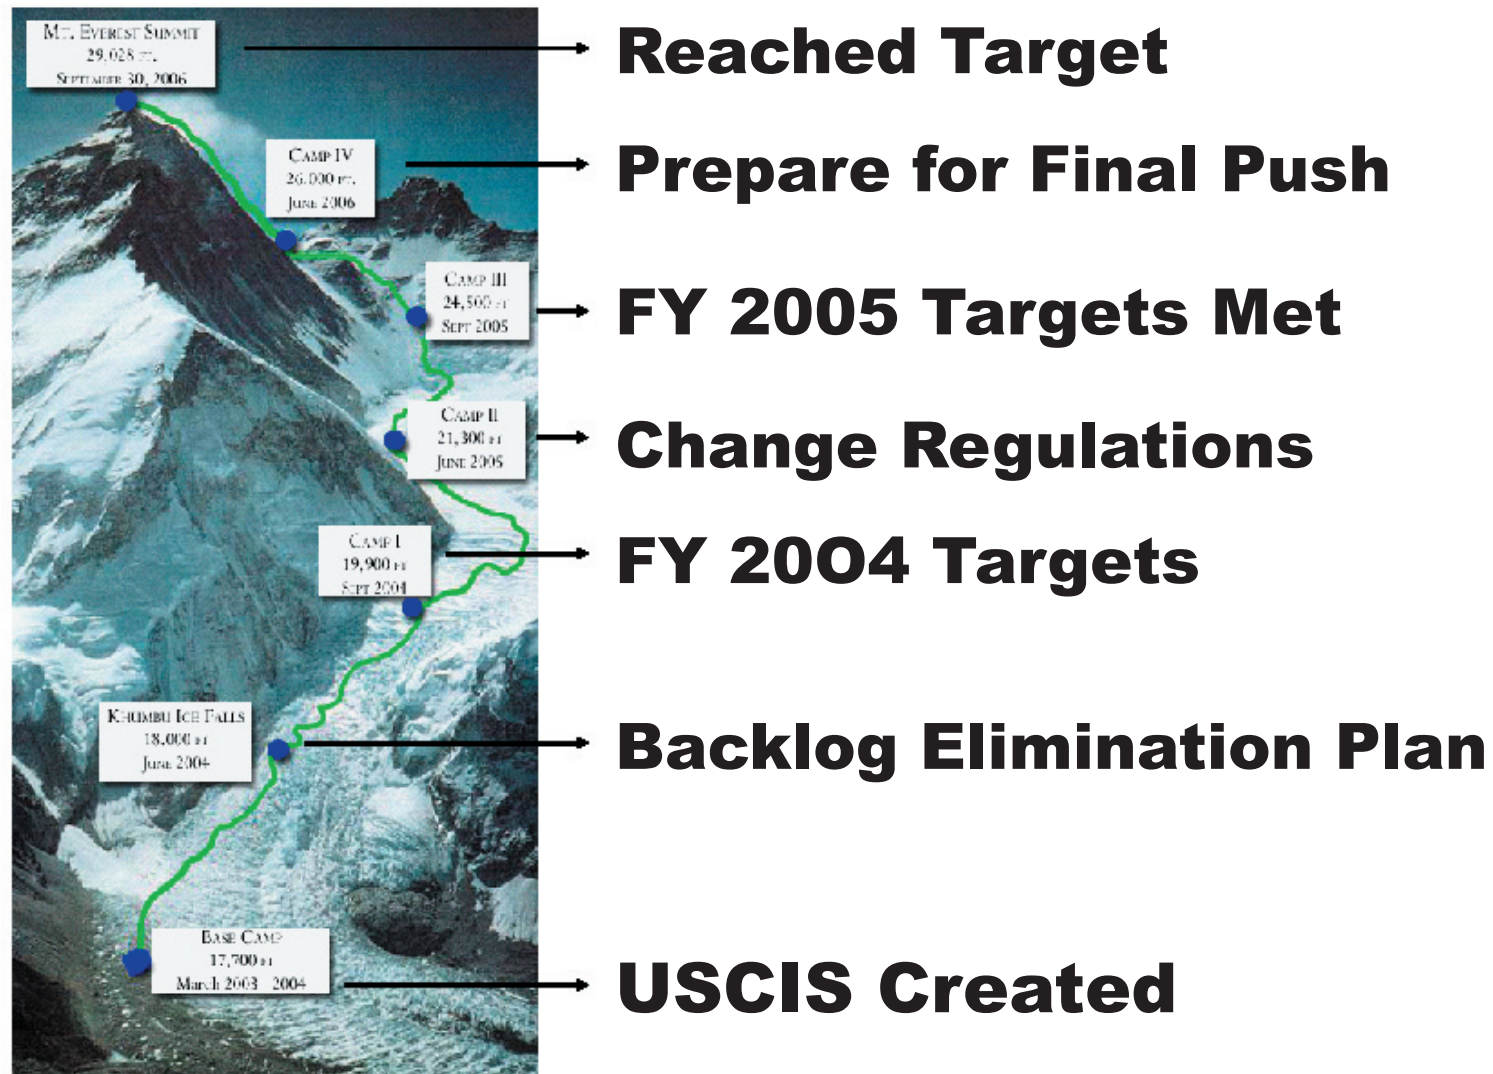 MT. EVEREST SUMMIT
29,028 FT.
SEPTEMBER 30, 2006
Reached Target
CAMP IV
26,000 FT.
JUNE 2006
Prepare for Final Push
CAMP III
24,500 FT
SEPT 2005
FY 2005 Targets Met
CAMP II
21,300 FT
JUNE 2005
Change Regulations
CAMP I
19,900 FT
SEPT 2004
FY 20O4 Targets
KHUMBU ICE FALLS
18,000 FT
JUNE 2004
Backlog Elimination Plan
BASE CAMP
17,700 FT
March 2003 - 2004
USCIS Created